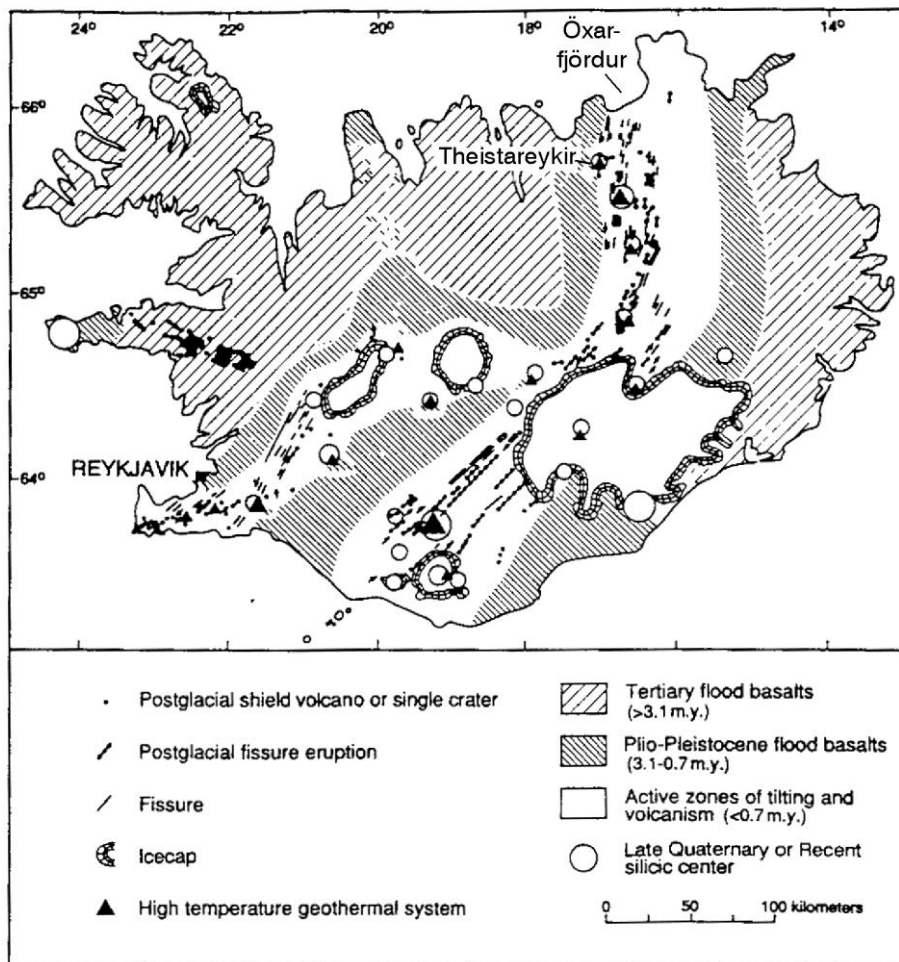 24° 22° 20° 18° 16° 14°
Öxar-
fjördur
66°
Theistareykir
65°
REYKJAVIK
64°
Postglacial shield volcano or single crater
Postglacial fissure eruption
Fissure
Icecap
High temperature geothermal system
Tertiary flood basalts
(>3.1 m.y.)
Plio-Pleistocene flood basalts
(3.1-0.7 m.y.)
Active zones of tilting and
volcanism (<0.7 m.y.)
Late Quaternary or Recent
silicic center
0 50 100 kilometers